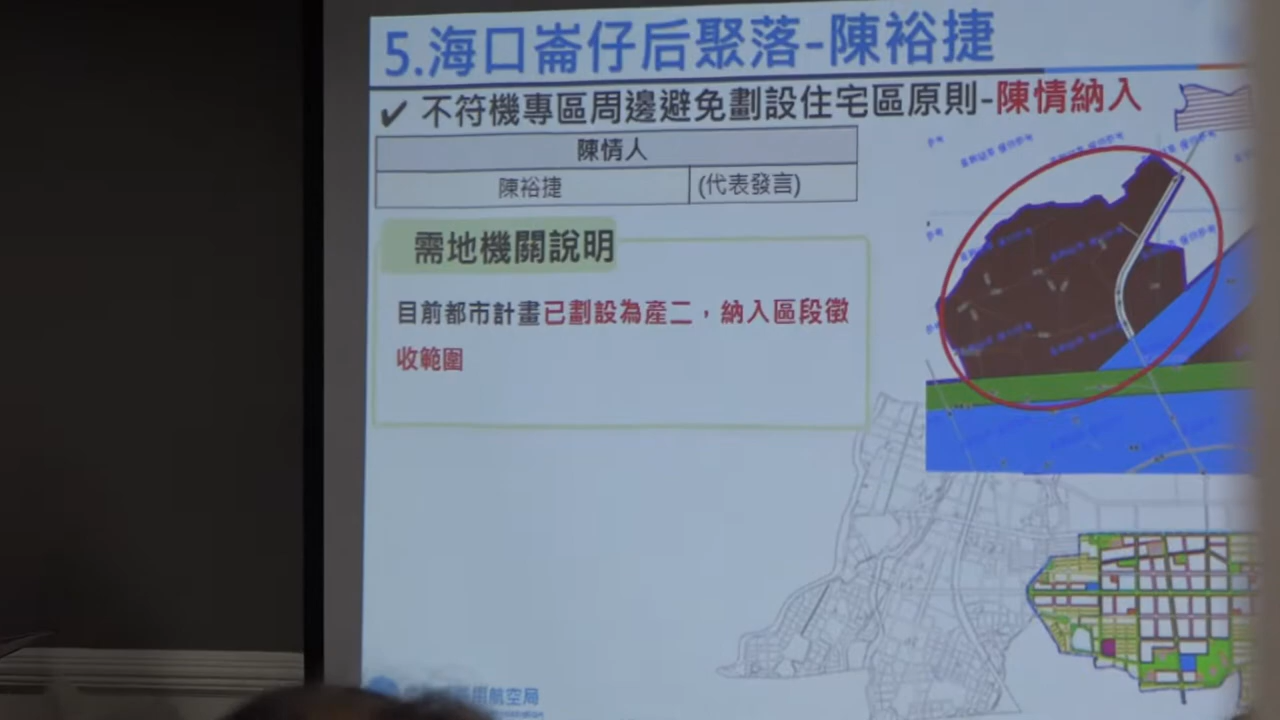 5.海口崙仔后聚落-陳裕捷
✔ 不符機專區周邊避免劃設住宅區原則-陳情納入
陳情人
陳裕捷 (代表發言)
需地機關說明
目前都市計畫已劃設為產二，納入區段徵
收範圍
航空局